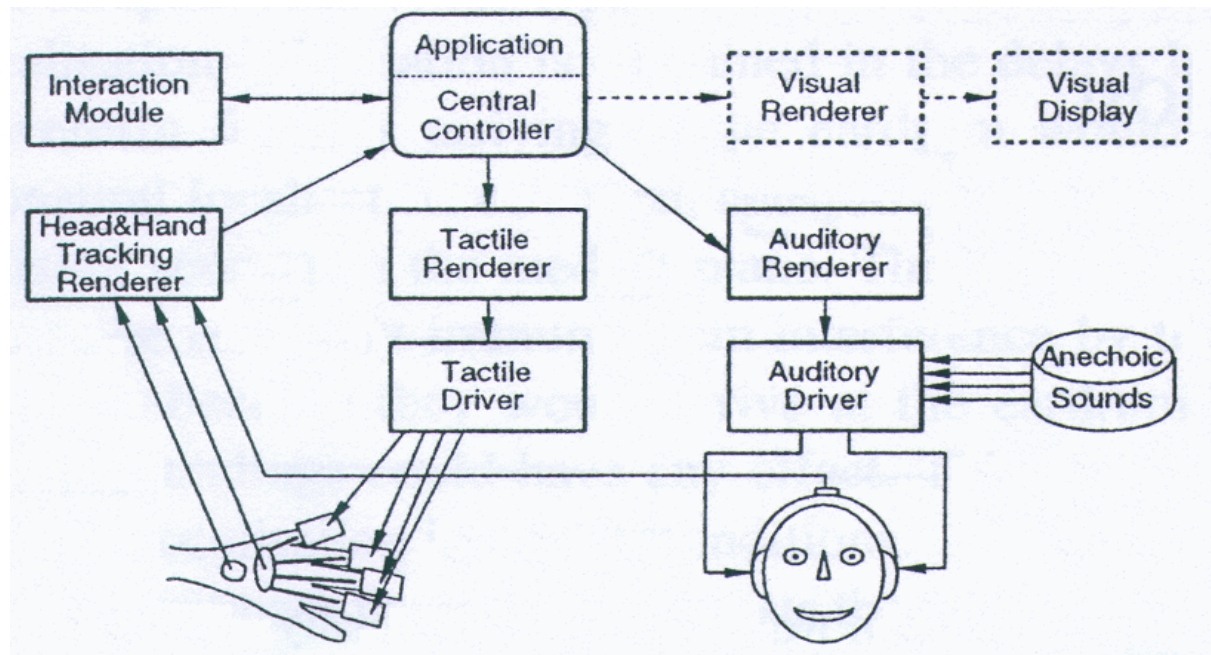 Application
Central
Controller
Interaction
Module
Visual
Renderer
Visual
Display
Head&Hand
Tracking
Renderer
Tactile
Renderer
Auditory
Renderer
Tactile
Driver
Auditory
Driver
Anechoic
Sounds